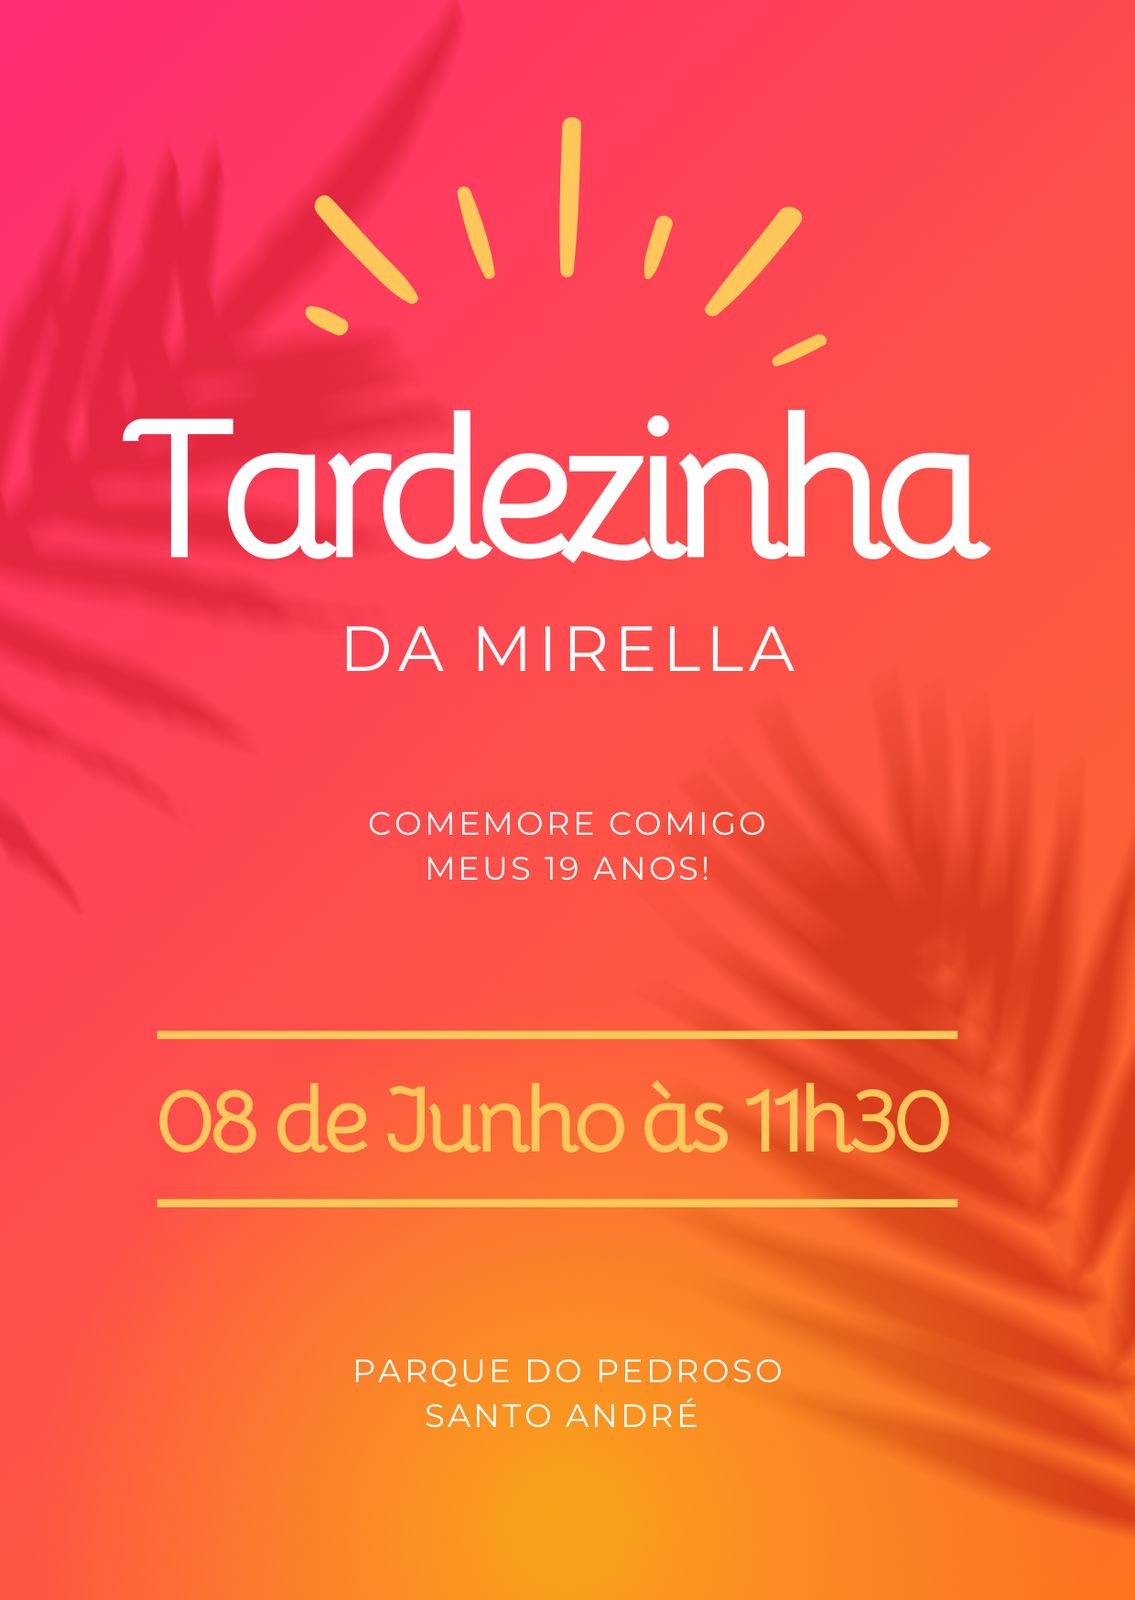 Tardezinha
DA MIRELLA
COMEMORE COMIGO
MEUS 19 ANOS!
08 de Junho às 11h30
PARQUE DO PEDROSO
SANTO ANDRÉ